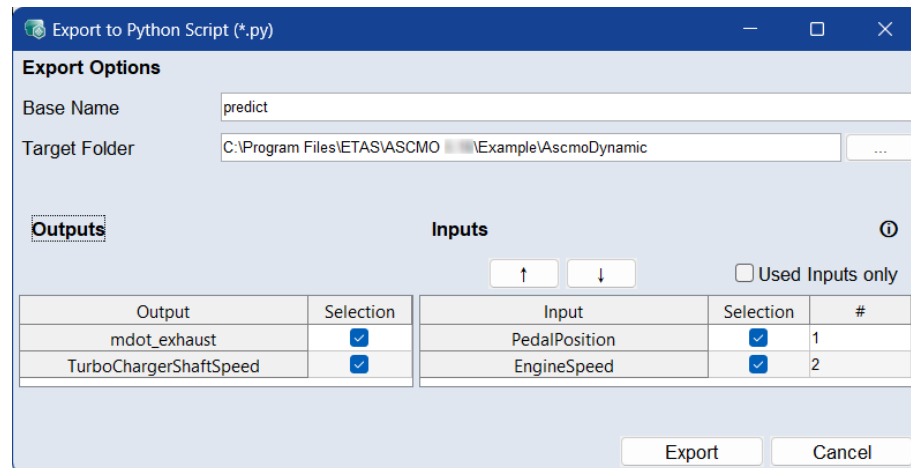 Export to Python Script (*.py)
Export Options
Base Name predict
Target Folder C:\Program Files\ETAS\ASCMO \Example\AscmoDynamic ...
Outputs Inputs
↑ ↓ Used Inputs only
Output Selection Input Selection #
mdot_exhaust PedalPosition 1
TurboChargerShaftSpeed EngineSpeed 2
Export Cancel